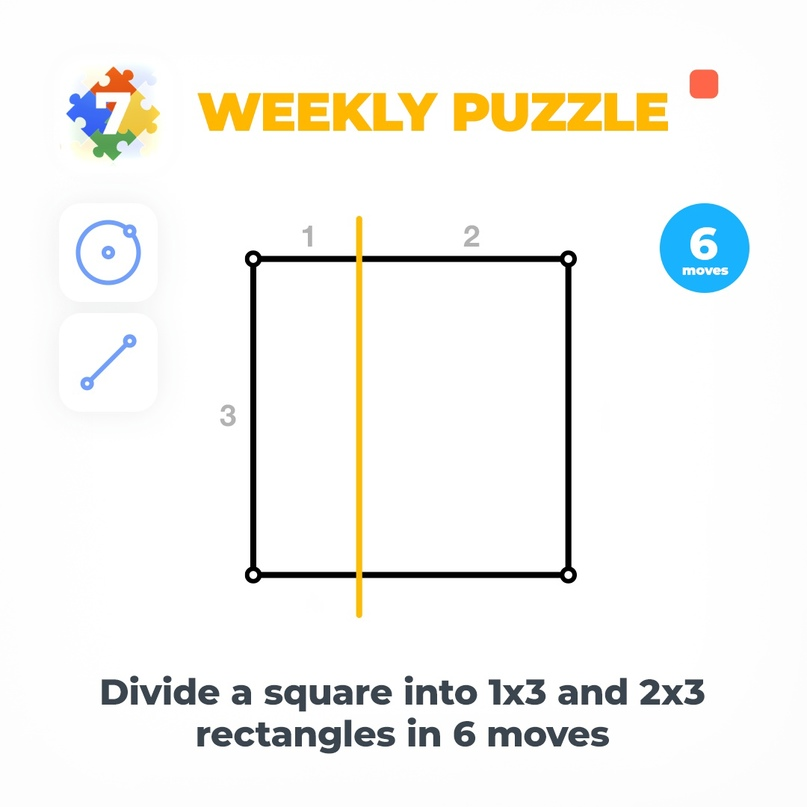 7
WEEKLY PUZZLE
1
2
6
moves
3
Divide a square into 1x3 and 2x3
rectangles in 6 moves